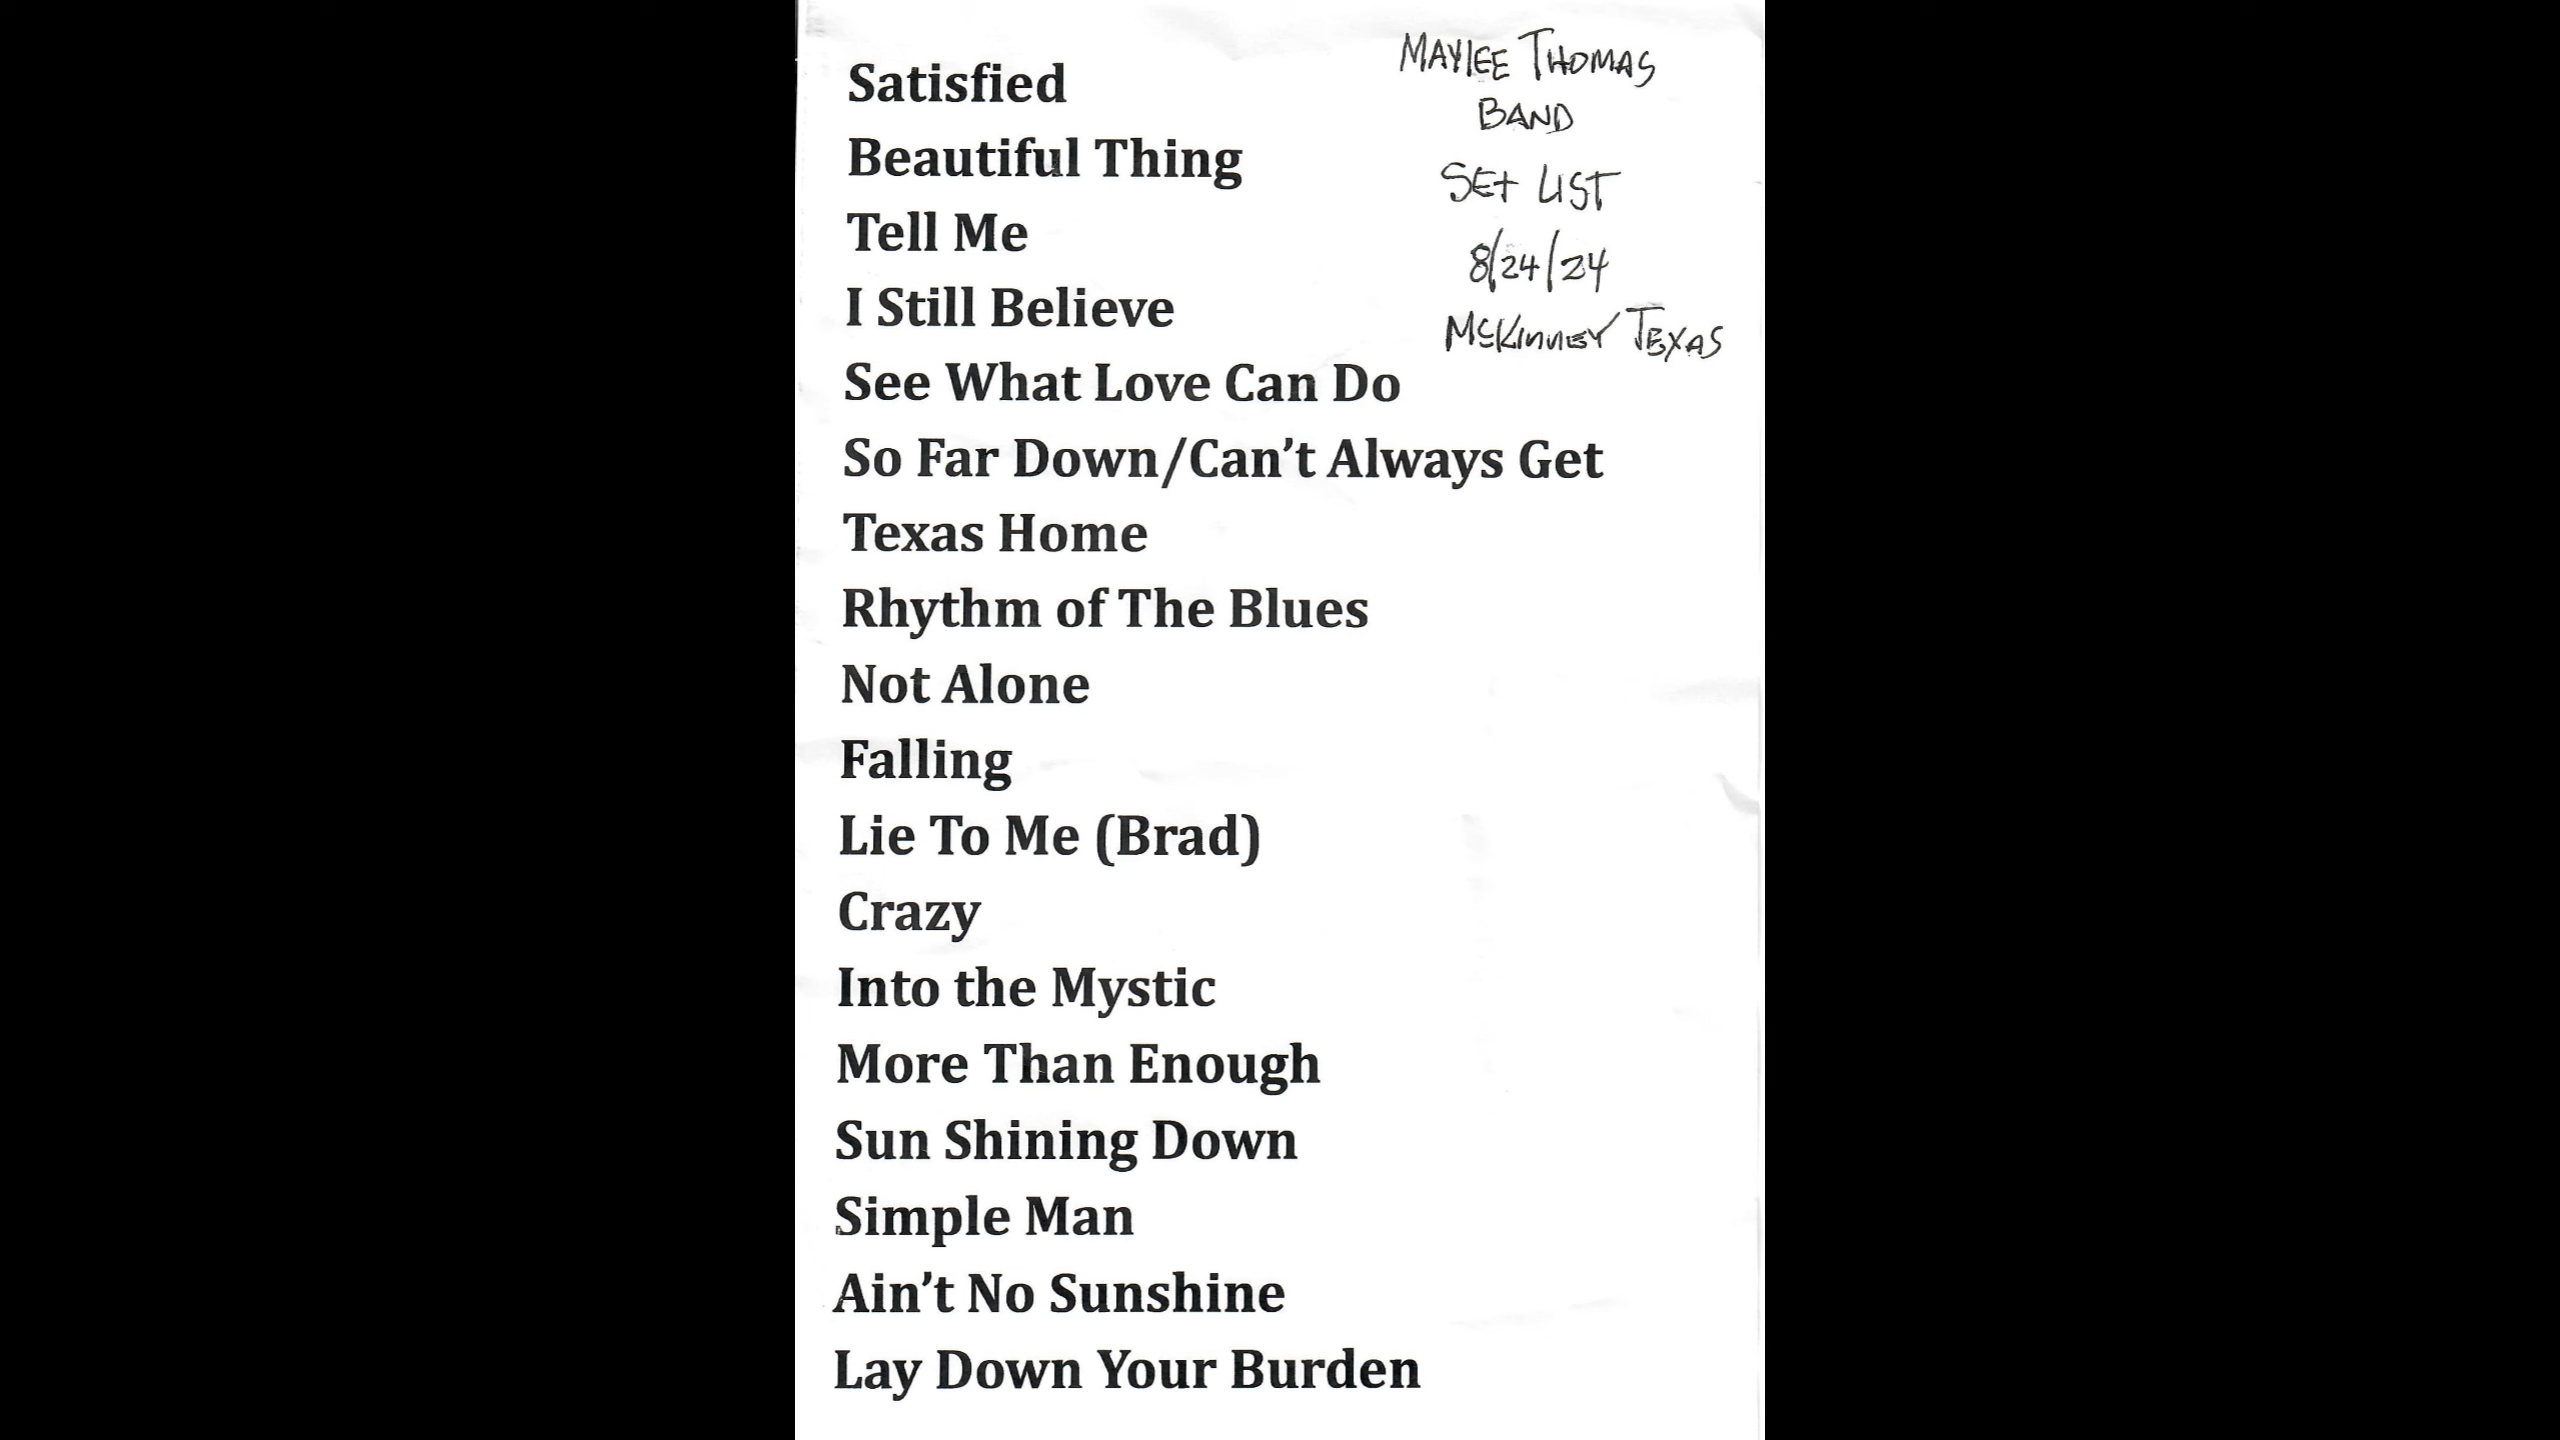 Satisfied
Beautiful Thing
Tell Me
I Still Believe
See What Love Can Do
So Far Down/Can’t Always Get
Texas Home
Rhythm of The Blues
Not Alone
Falling
Lie To Me (Brad)
Crazy
Into the Mystic
More Than Enough
Sun Shining Down
Simple Man
Ain’t No Sunshine
Lay Down Your Burden
MAYLEE THOMAS
BAND
SEt LIST
8/24/24
McKinney TEXAS